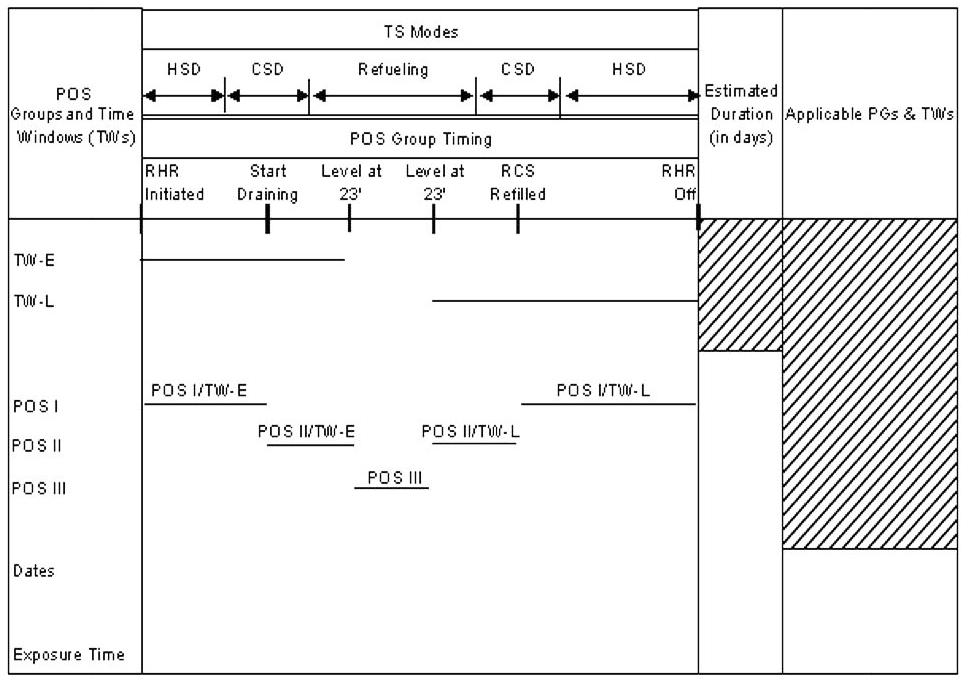 TS Modes
HSD CSD Refueling CSD HSD
POS
Groups and Time
Windows (TWs)
Estimated
Duration
(in days)
Applicable PGs & TWs
POS Group Timing
RHR
Initiated
Start
Draining
Level at
23'
Level at
23'
RCS
Refilled
RHR
Off
TW-E
TW-L
POS I/TW-E POS I/TW-L
POS I
POS II/TW-E POS II/TW-L
POS II
POS III
POS III
Dates
Exposure Time